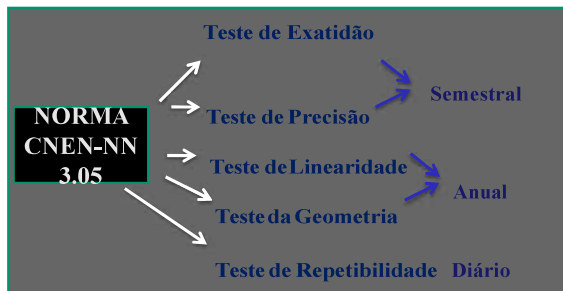 Teste de Exatidão
Semestral
NORMA
CNEN-NN
3.05
Teste de Precisão
Teste de Linearidade
Anual
Teste da Geometria
Teste de Repetibilidade Diário